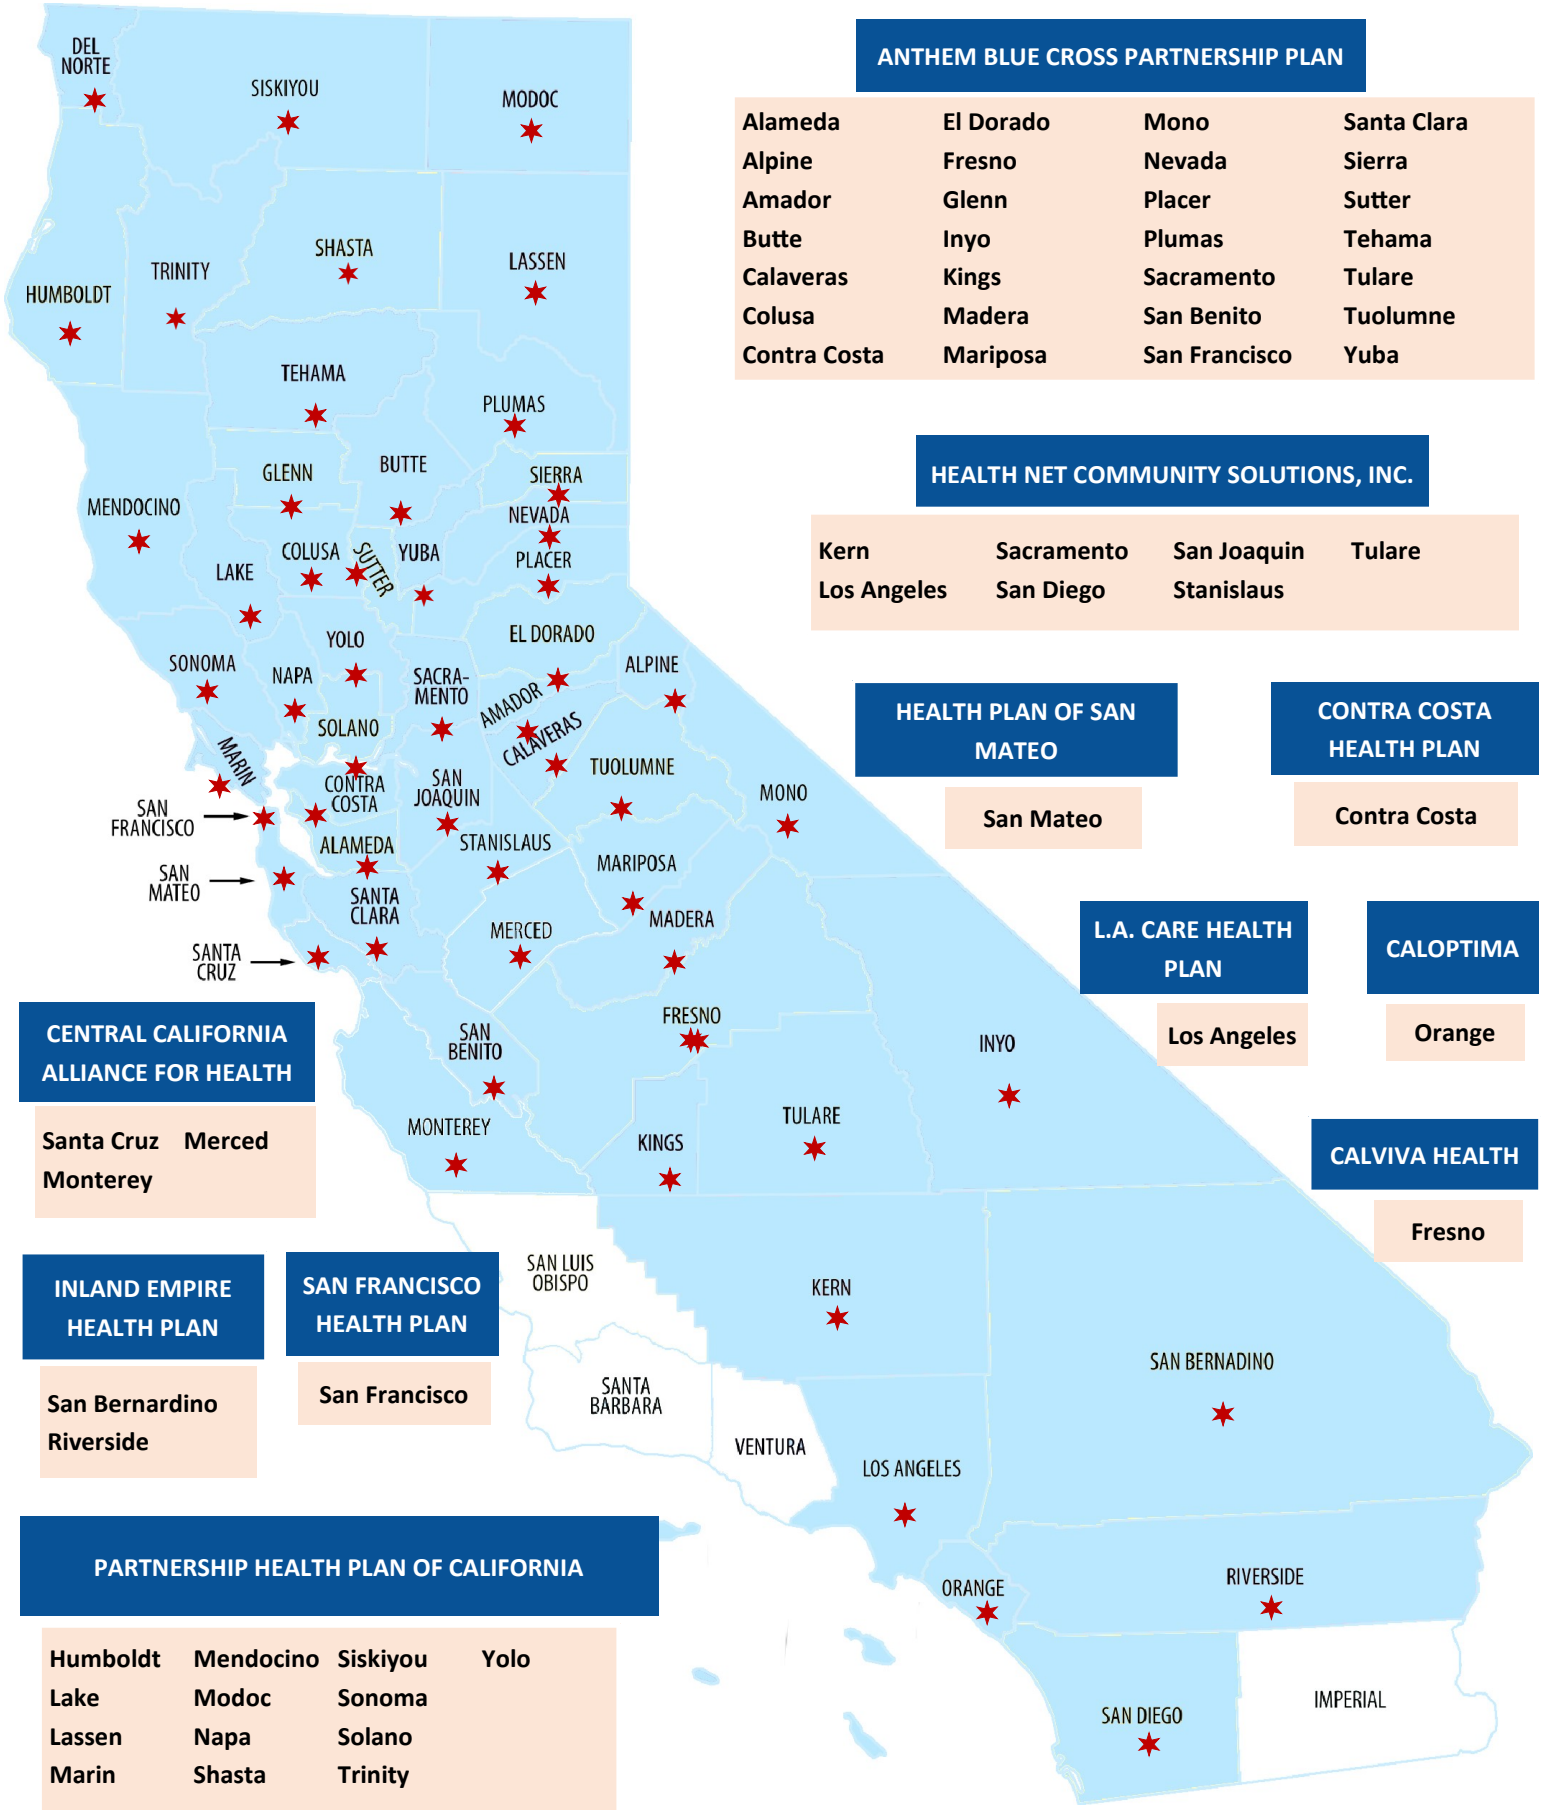 DEL
NORTE
SISKIYOU
MODOC
HUMBOLDT
TRINITY
SHASTA
LASSEN
TEHAMA
PLUMAS
GLENN
BUTTE
SIERRA
MENDOCINO
NEVADA
COLUSA
SUTTER
YUBA
PLACER
LAKE
YOLO
EL DORADO
SONOMA
NAPA
SACRA-
MENTO
ALPINE
AMADOR
SOLANO
CALAVERAS
MARIN
TUOLUMNE
CONTRA
COSTA
SAN
JOAQUIN
MONO
SAN
FRANCISCO
ALAMEDA
STANISLAUS
MARIPOSA
SAN
MATEO
SANTA
CLARA
MERCED
MADERA
SANTA
CRUZ
FRESNO
SAN
BENITO
INYO
MONTEREY
KINGS
TULARE
SAN LUIS
OBISPO
KERN
SAN BERNADINO
SANTA
BARBARA
VENTURA
LOS ANGELES
ORANGE
RIVERSIDE
SAN DIEGO
IMPERIAL
ANTHEM BLUE CROSS PARTNERSHIP PLAN
Alameda El Dorado Mono Santa Clara
Alpine Fresno Nevada Sierra
Amador Glenn Placer Sutter
Butte Inyo Plumas Tehama
Calaveras Kings Sacramento Tulare
Colusa Madera San Benito Tuolumne
Contra Costa Mariposa San Francisco Yuba
HEALTH NET COMMUNITY SOLUTIONS, INC.
Kern Sacramento San Joaquin Tulare
Los Angeles San Diego Stanislaus
HEALTH PLAN OF SAN
MATEO
San Mateo
CONTRA COSTA
HEALTH PLAN
Contra Costa
L.A. CARE HEALTH
PLAN
Los Angeles
CALOPTIMA
Orange
CALVIVA HEALTH
Fresno
CENTRAL CALIFORNIA
ALLIANCE FOR HEALTH
Santa Cruz Merced
Monterey
INLAND EMPIRE
HEALTH PLAN
San Bernardino
Riverside
SAN FRANCISCO
HEALTH PLAN
San Francisco
PARTNERSHIP HEALTH PLAN OF CALIFORNIA
Humboldt Mendocino Siskiyou Yolo
Lake Modoc Sonoma
Lassen Napa Solano
Marin Shasta Trinity